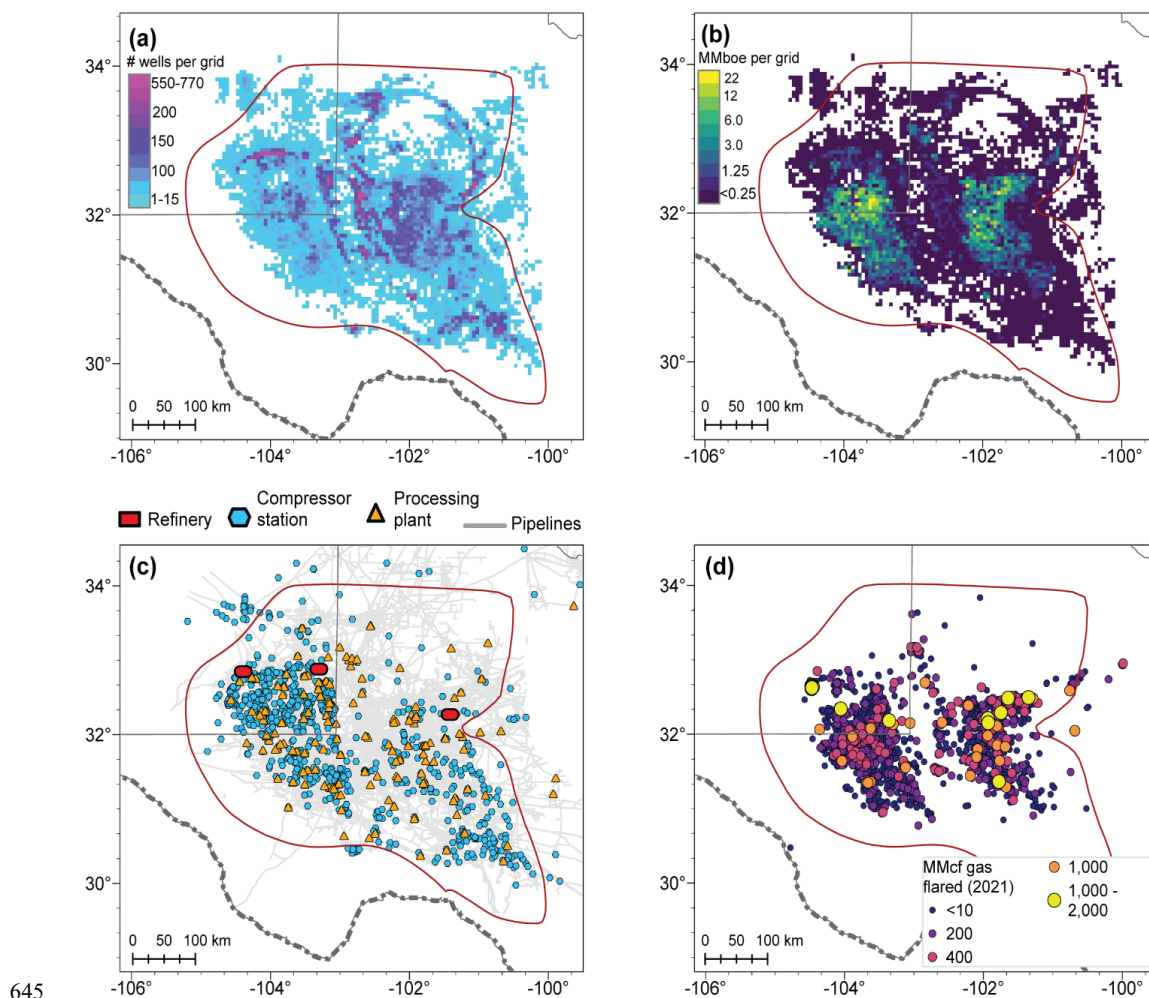 (a)
# wells per grid
550-770
200
150
100
1-15
34°
32°
30°
0 50 100 km
-106° -104° -102° -100°
(b)
MMboe per grid
22
12
6.0
3.0
1.25
<0.25
34°
32°
30°
0 50 100 km
-106° -104° -102° -100°
Refinery
Compressor
station
Processing
plant
Pipelines
(c)
34°
32°
30°
0 50 100 km
-106° -104° -102° -100°
(d)
34°
32°
30°
0 50 100 km
MMcf gas
flared (2021)
<10
200
400
1,000
1,000 -
2,000
-106° -104° -102° -100°
645